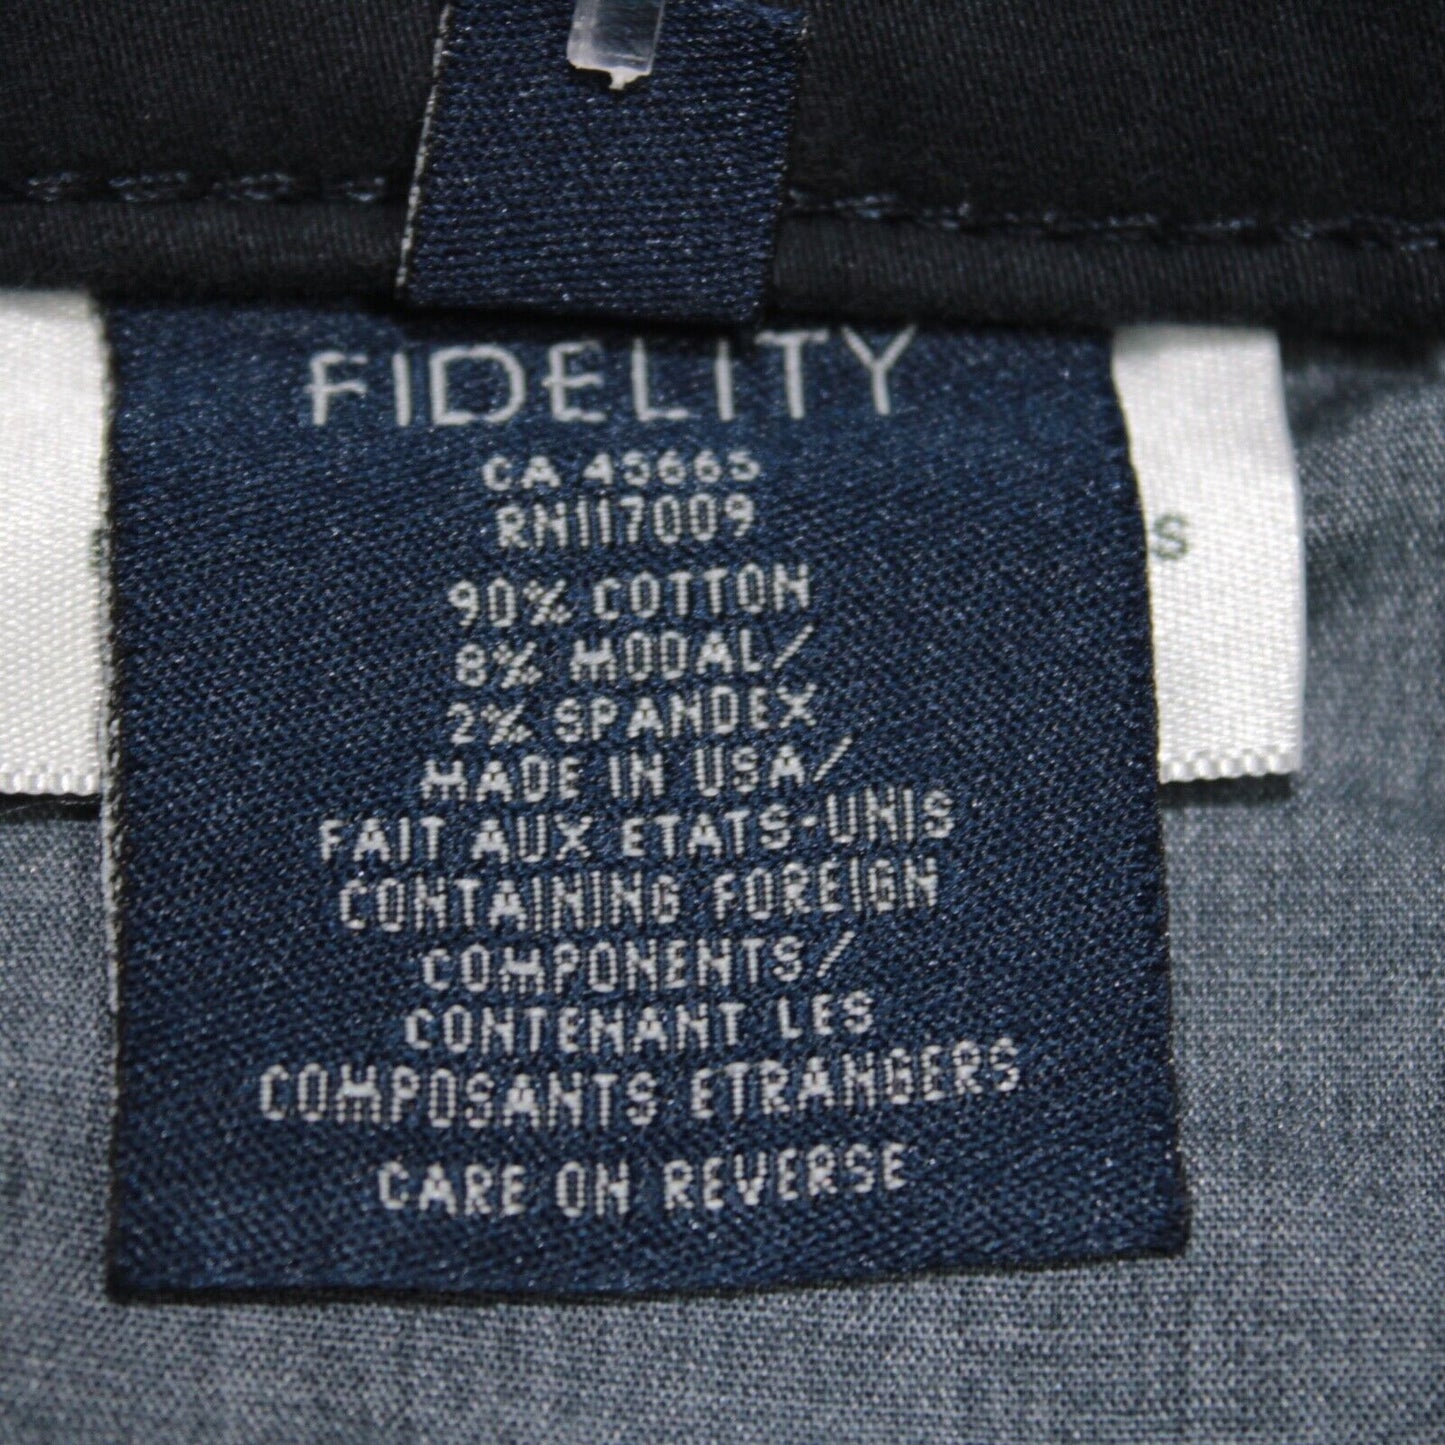 FIDELITY
CA 45665
RN117009
90% COTTON
8% MODAL/
2% SPANDEX
MADE IN USA/
FAIT AUX ETATS-UNIS
CONTAINING FOREIGN
COMPONENTS/
CONTENANT LES
COMPOSANTS ETRANGERS
CARE ON REVERSE
S